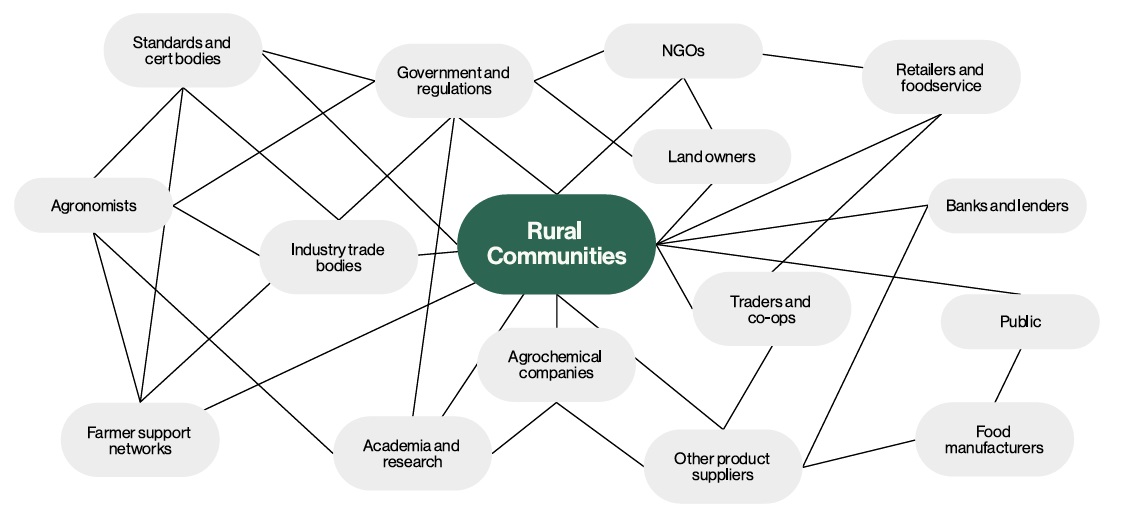 Standards and
cert bodies
Government and
regulations
NGOs
Retailers and
foodservice
Land owners
Agronomists
Banks and lenders
Industry trade
bodies
Rural
Communities
Traders and
co-ops
Public
Agrochemical
companies
Farmer support
networks
Academia and
research
Other product
suppliers
Food
manufacturers